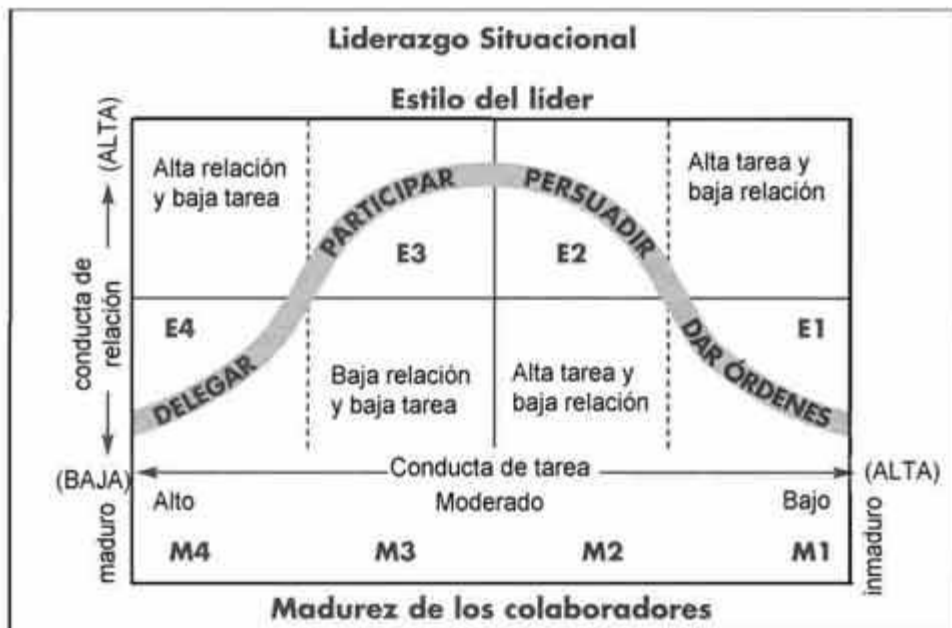 Liderazgo Situacional
Estilo del líder
(ALTA)
conducta de
relación
(BAJA)
Alta relación
y baja tarea
PARTICIPAR
PERSUADIR
Alta tarea y
baja relación
E3
E2
E4
E1
DELEGAR
Baja relación
y baja tarea
Alta tarea y
baja relación
DAR ÓRDENES
Conducta de tarea
(ALTA)
maduro
Alto
Moderado
Bajo
inmaduro
M4
M3
M2
M1
Madurez de los colaboradores